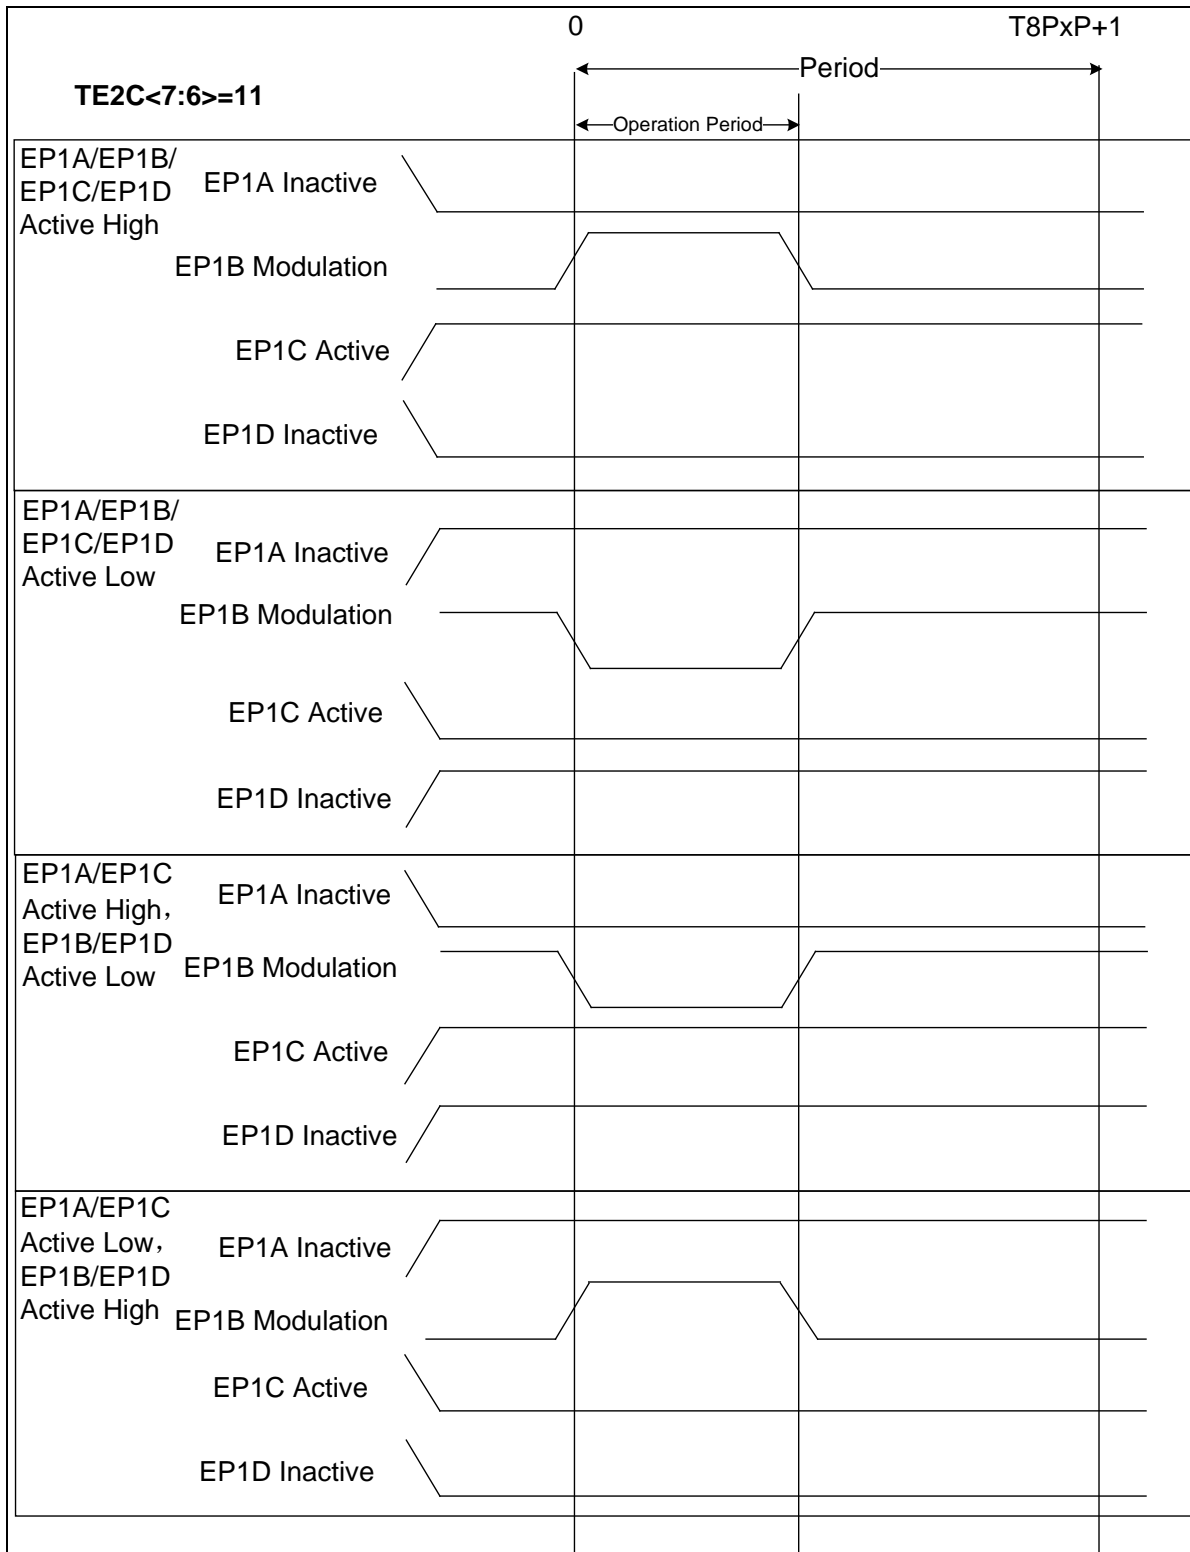 0
T8PxP+1
Period
TE2C<7:6>=11
Operation Period
EP1A/EP1B/
EP1C/EP1D
Active High
EP1A Inactive
EP1B Modulation
EP1C Active
EP1D Inactive
EP1A/EP1B/
EP1C/EP1D
Active Low
EP1A Inactive
EP1B Modulation
EP1C Active
EP1D Inactive
EP1A/EP1C
Active High，
EP1B/EP1D
Active Low
EP1A Inactive
EP1B Modulation
EP1C Active
EP1D Inactive
EP1A/EP1C
Active Low，
EP1B/EP1D
Active High
EP1A Inactive
EP1B Modulation
EP1C Active
EP1D Inactive